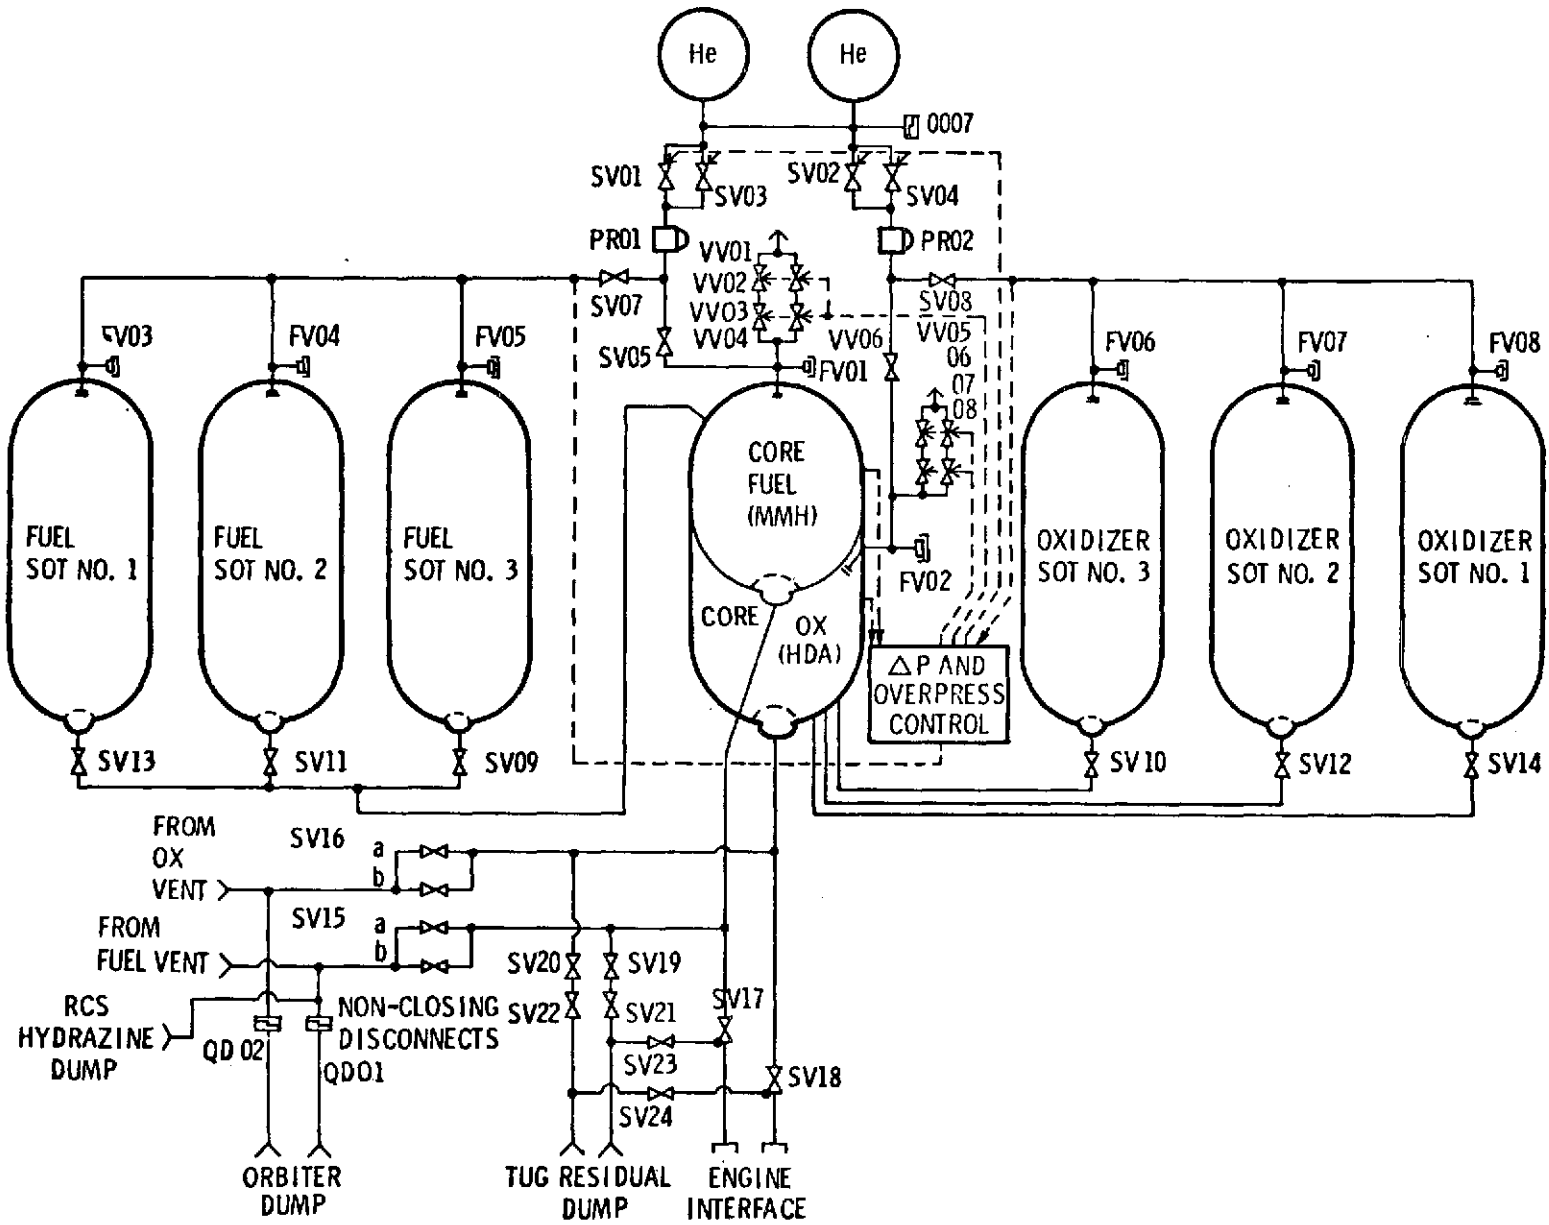 He
He
0007
SV01
SV03
SV02
SV04
PR01
PR02
VV01
VV02
VV03
VV04
SV07
SV08
SV05
VV06
VV05
06
07
08
FV03
FV04
FV05
FV01
FV06
FV07
FV08
CORE
FUEL
(MMH)
FUEL
SOT NO. 1
FUEL
SOT NO. 2
FUEL
SOT NO. 3
OXIDIZER
SOT NO. 3
OXIDIZER
SOT NO. 2
OXIDIZER
SOT NO. 1
FV02
CORE
OX
(HDA)
△P AND
OVERPRESS
CONTROL
SV13
SV11
SV09
SV10
SV12
SV14
FROM
OX
VENT
SV16
a
b
FROM
FUEL VENT
SV15
a
b
SV20
SV19
SV22
SV21
SV17
RCS
HYDRAZINE
DUMP
NON-CLOSING
DISCONNECTS
QD02
QD01
SV23
SV18
SV24
ORBITER
DUMP
TUG RESIDUAL
DUMP
ENGINE
INTERFACE